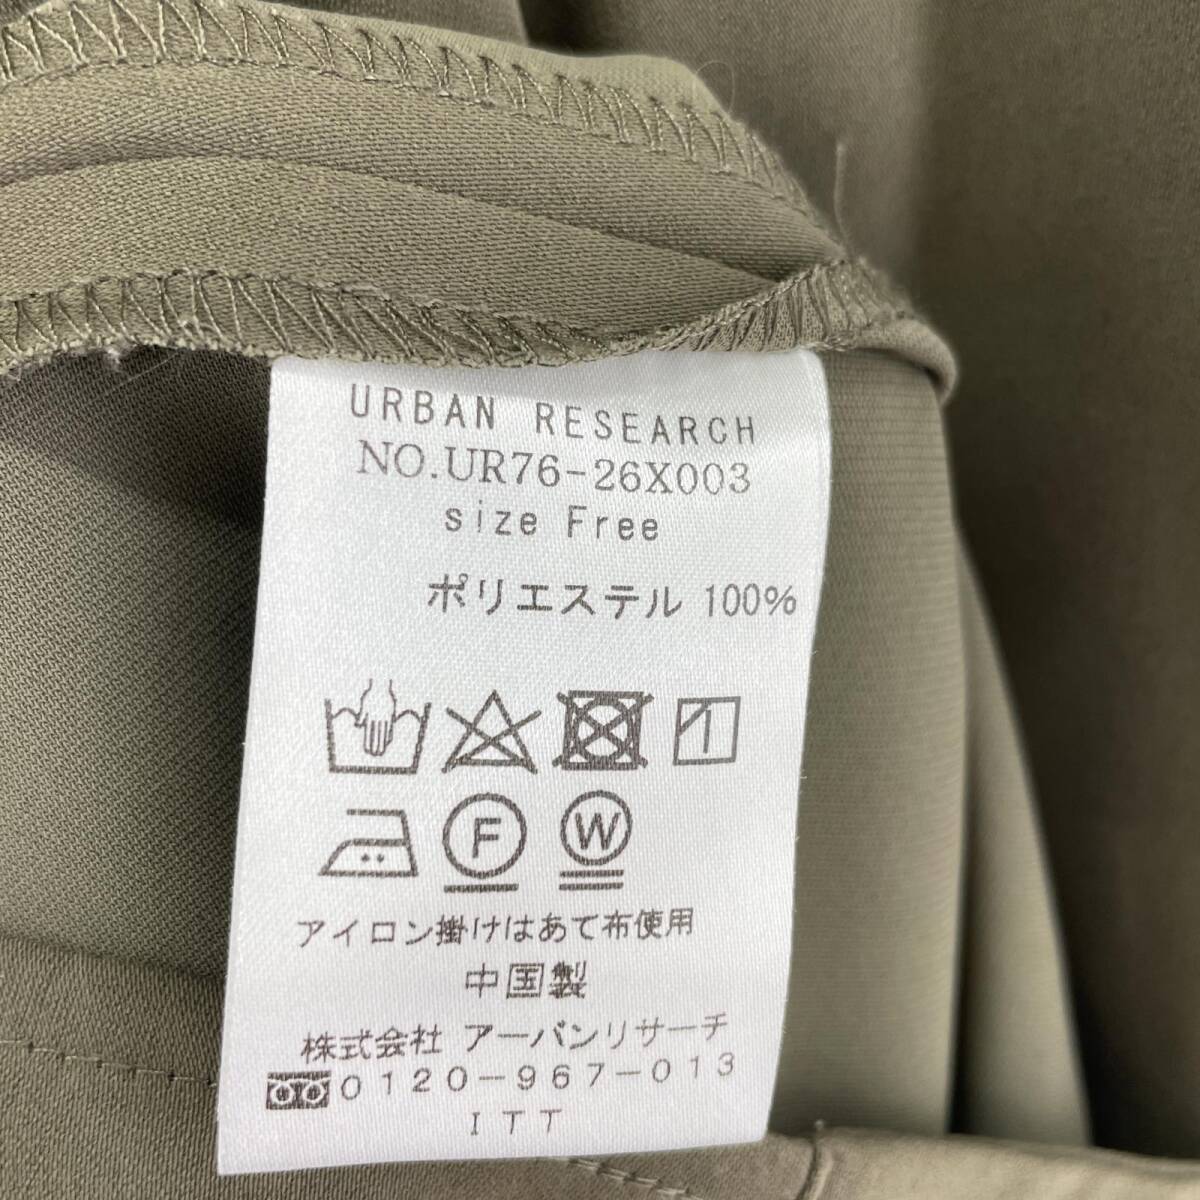 URBAN RESEARCH
NO.UR76-26X003
size Free
ポリエステル 100%
F W
アイロン掛けはあて布使用
中国製
株式会社 アーバンリサーチ
0120-967-013
ITT